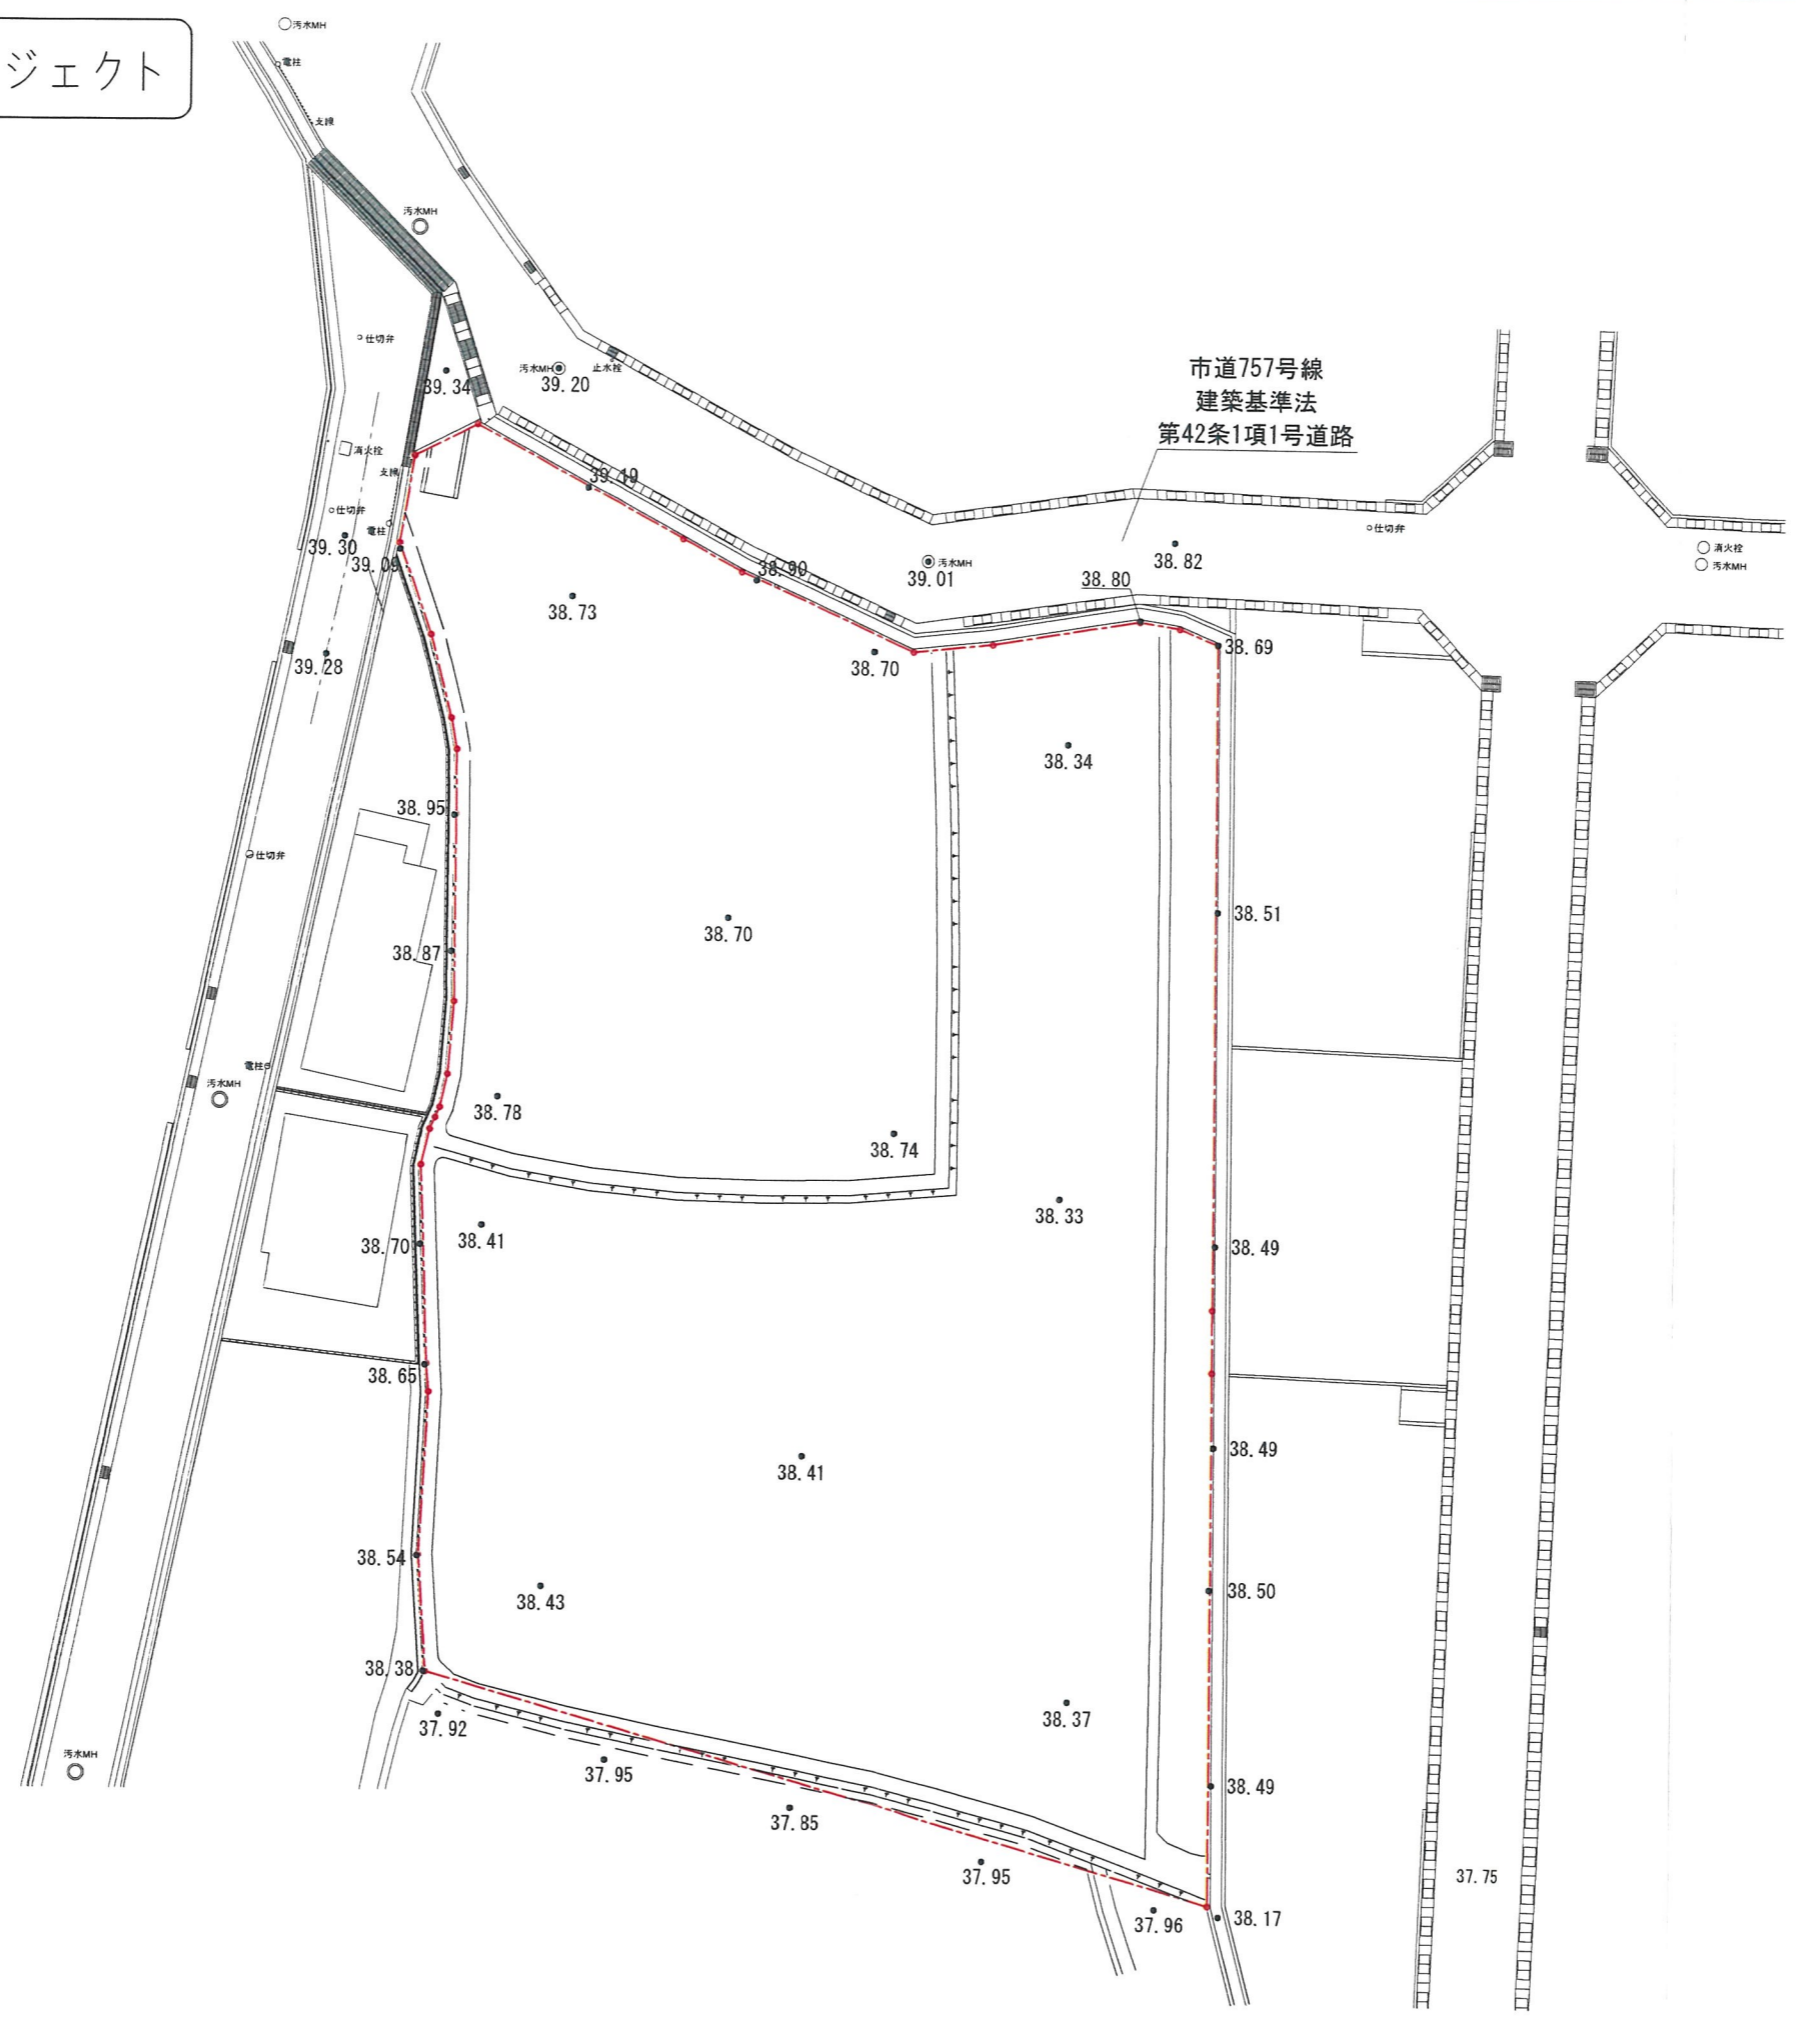 汚水MH
ジェクト
電柱
支線
汚水MH
仕切弁
39.34
汚水MH
39.20
止水栓
市道757号線
建築基準法
第42条1項1号道路
消火栓
支線
39.19
仕切弁
電柱
39.30
39.09
38.90
汚水MH
39.01
38.82
38.80
仕切弁
消火栓
汚水MH
38.73
39.28
38.70
38.69
38.34
38.95
仕切弁
38.70
38.51
38.87
電柱
汚水MH
38.78
38.74
38.33
38.70
38.41
38.49
38.65
38.41
38.49
38.54
38.43
38.50
38.38
37.92
38.37
汚水MH
37.95
38.49
37.85
37.95
37.75
37.96
38.17